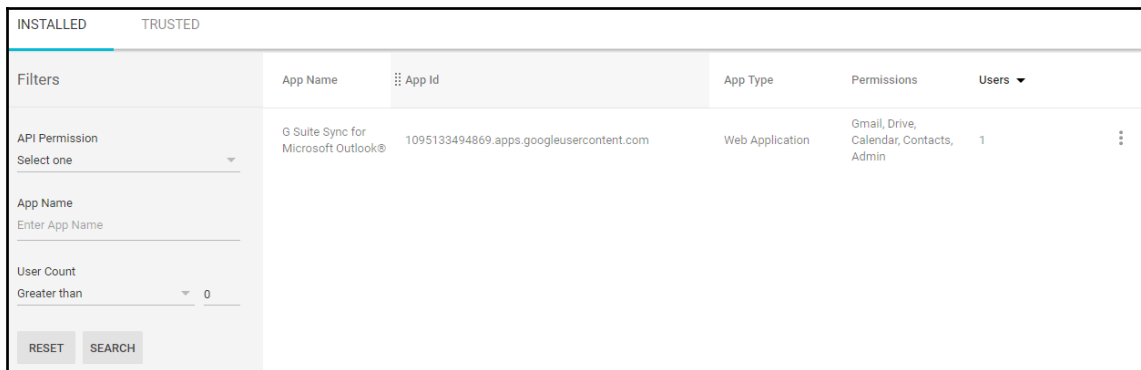 INSTALLED TRUSTED
Filters
API Permission
Select one
App Name
Enter App Name
User Count
Greater than 0
RESET SEARCH
App Name App Id App Type Permissions Users
G Suite Sync for
Microsoft Outlook®
1095133494869.apps.googleusercontent.com
Web Application
Gmail, Drive,
Calendar, Contacts,
Admin
1